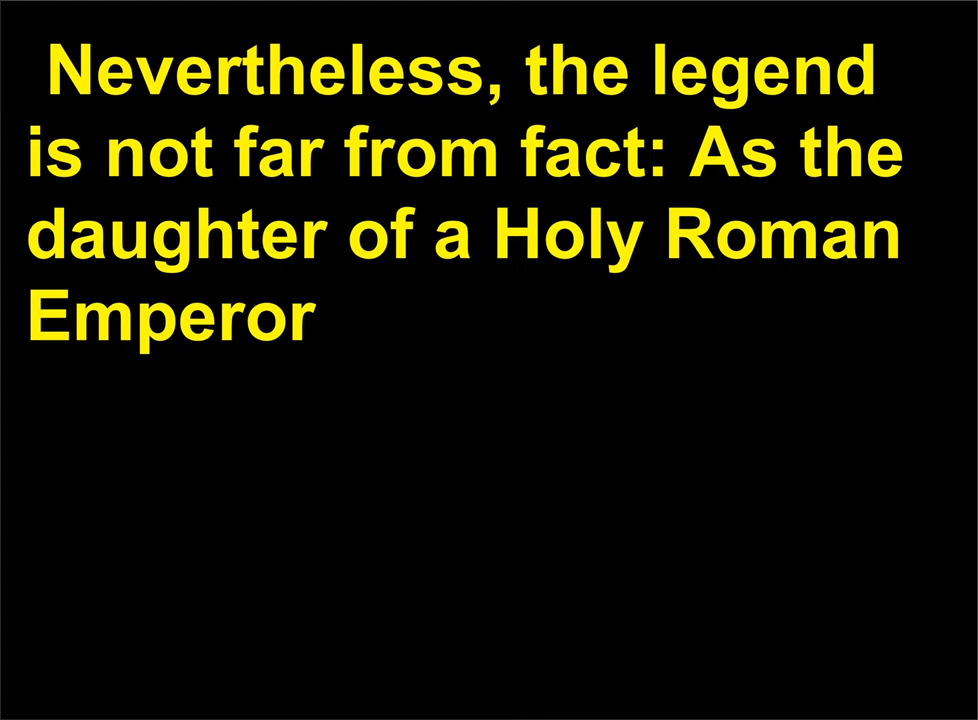 Nevertheless, the legend
is not far from fact: As the
daughter of a Holy Roman
Emperor